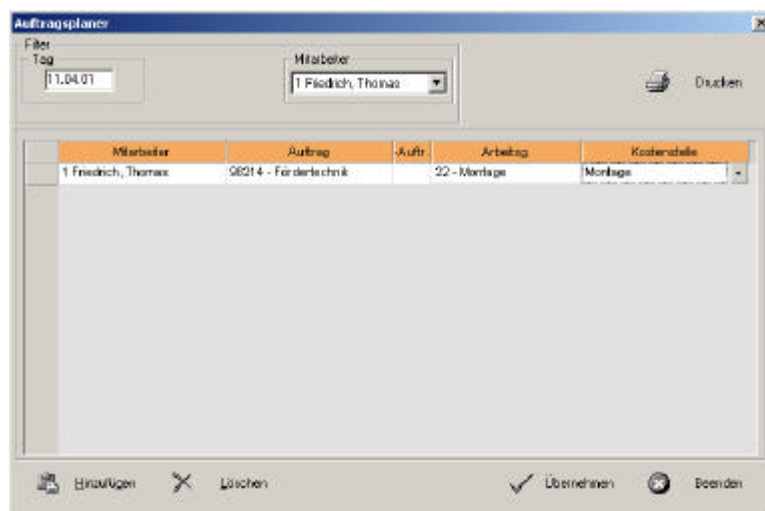 Auftragsplaner
Filter
Tag
11.04.01
Mitarbeiter
1 Friedrich, Thomas
Drucken
Mitarbeiter Auftrag -Auftr. Arbeitsg. Kostenstelle
1 Friedrich, Thomas 98214 - Fördertechnik 22 - Montage Montage
Hinzufügen Löschen Übernehmen Beenden